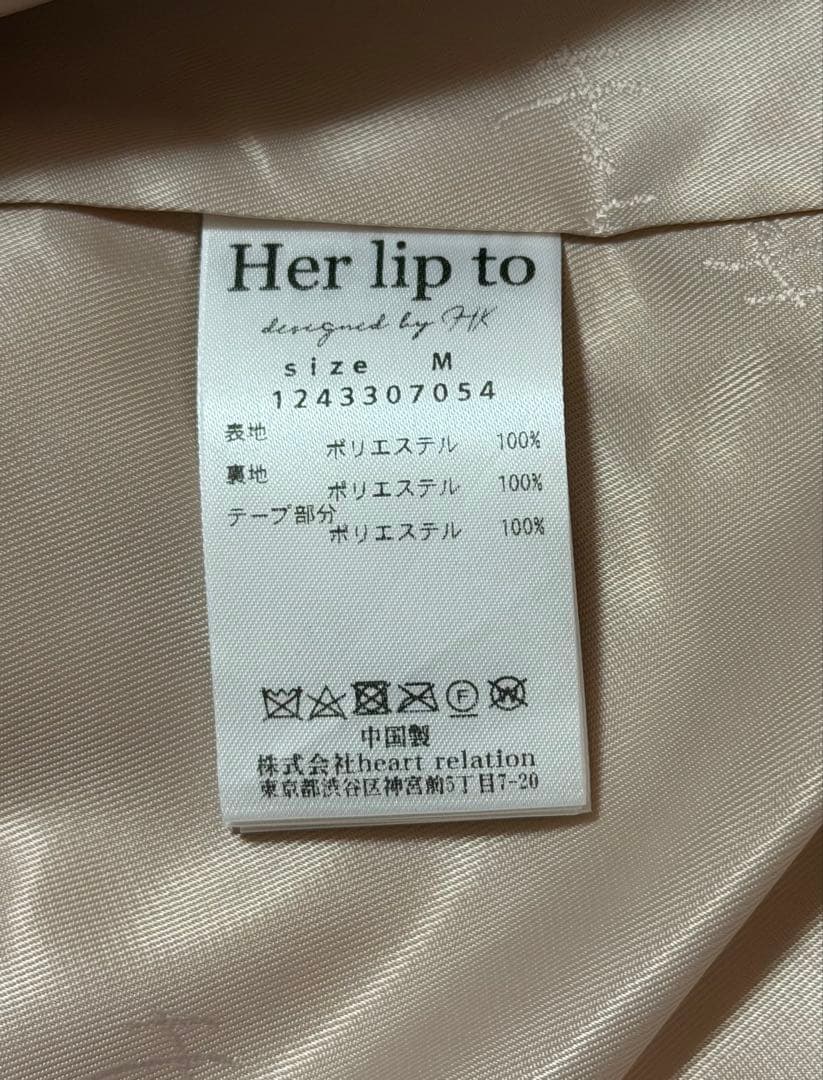 Her lip to
designed by HK
size M
1243307054
表地 ポリエステル 100%
裏地 ポリエステル 100%
テープ部分 ポリエステル 100%
F W
中国製
株式会社heart relation
東京都渋谷区神宮前5丁目7-20